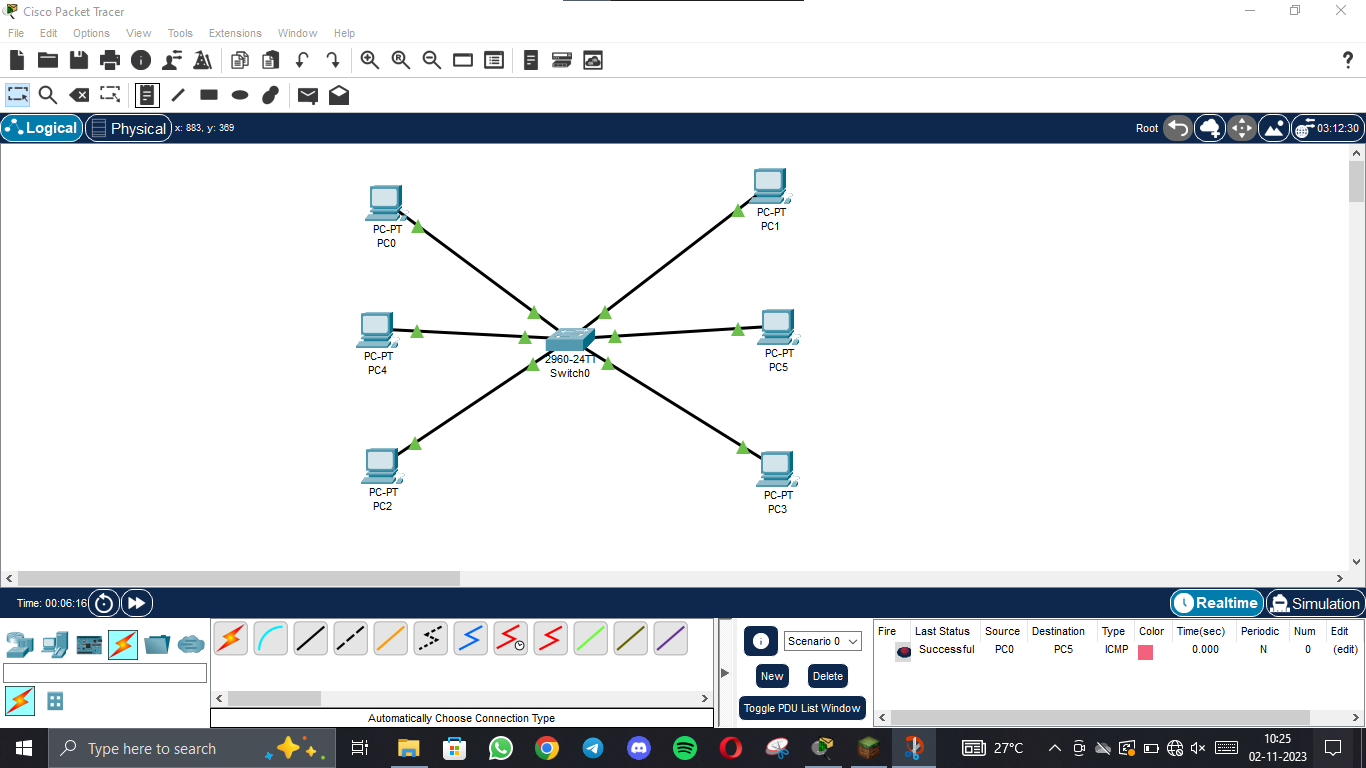 Cisco Packet Tracer
File Edit Options View Tools Extensions Window Help
Logical Physical x: 883, y: 369 Root 03:12:30
PC-PT
PC0
PC-PT
PC1
PC-PT
PC4
PC-PT
PC5
2960-24TT
Switch0
PC-PT
PC2
PC-PT
PC3
Time: 00:06:16 Realtime Simulation
Scenario 0
New Delete
Toggle PDU List Window
Fire Last Status Source Destination Type Color Time(sec) Periodic Num Edit
Successful PC0 PC5 ICMP 0.000 N 0 (edit)
Automatically Choose Connection Type
Type here to search
27°C
10:25
02-11-2023